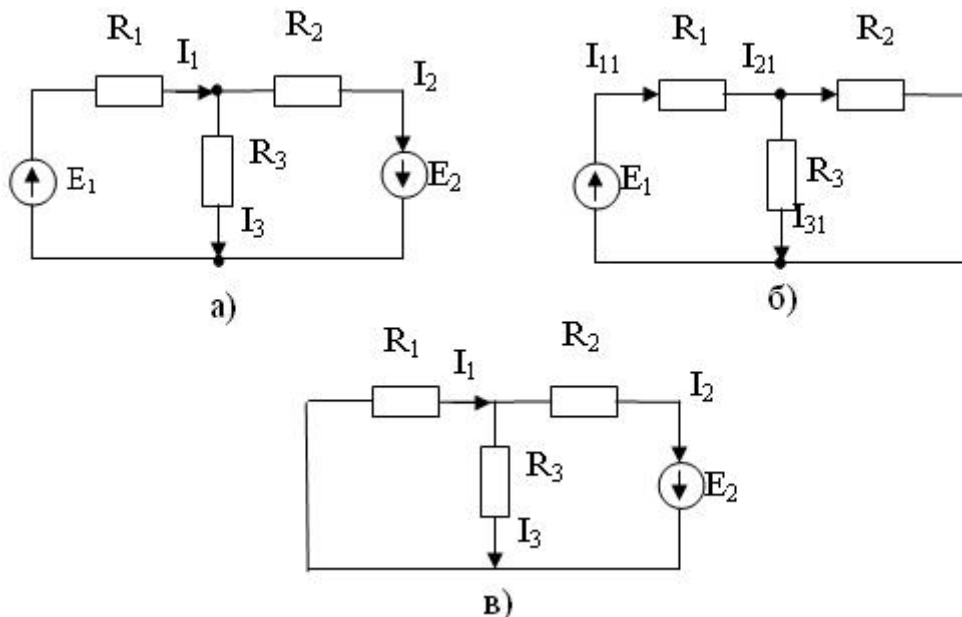 R₁ I₁ R₂ I₂
E₁ R₃ E₂
I₃
а)
I₁₁ R₁ I₂₁ R₂
E₁ R₃
I₃₁
б)
R₁ I₁ R₂ I₂
R₃ E₂
I₃
в)